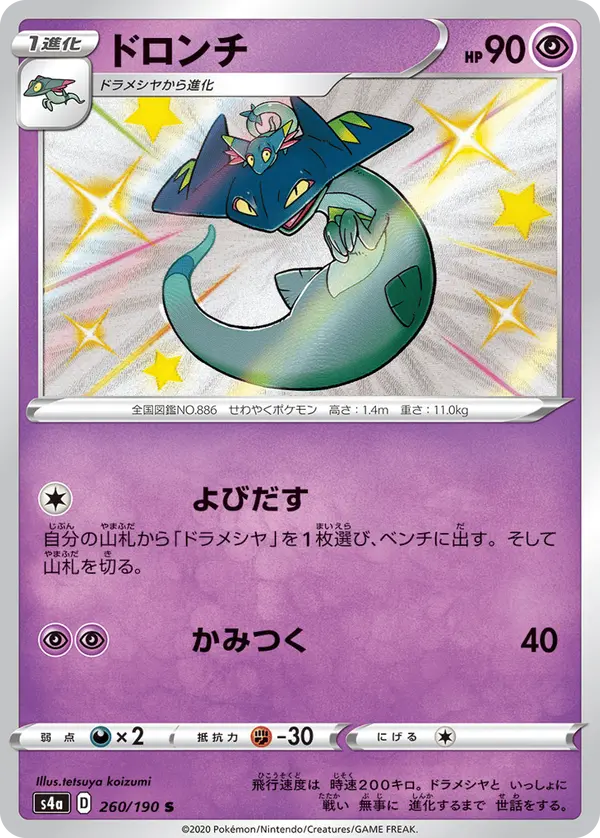 1進化
ドロンチ
HP 90
ドラメシヤから進化
全国図鑑NO.886 せわやくポケモン 高さ：1.4m 重さ：11.0kg
よびだす
自分の山札から「ドラメシヤ」を1枚選び、ベンチに出す。そして
山札を切る。
かみつく 40
弱点 ×2 抵抗力 -30 にげる
Illus.tetsuya koizumi
s4a D 260/190 S
飛行速度は 時速200キロ。ドラメシヤと いっしょに
戦い 無事に 進化するまで 世話をする。
©2020 Pokémon/Nintendo/Creatures/GAME FREAK.